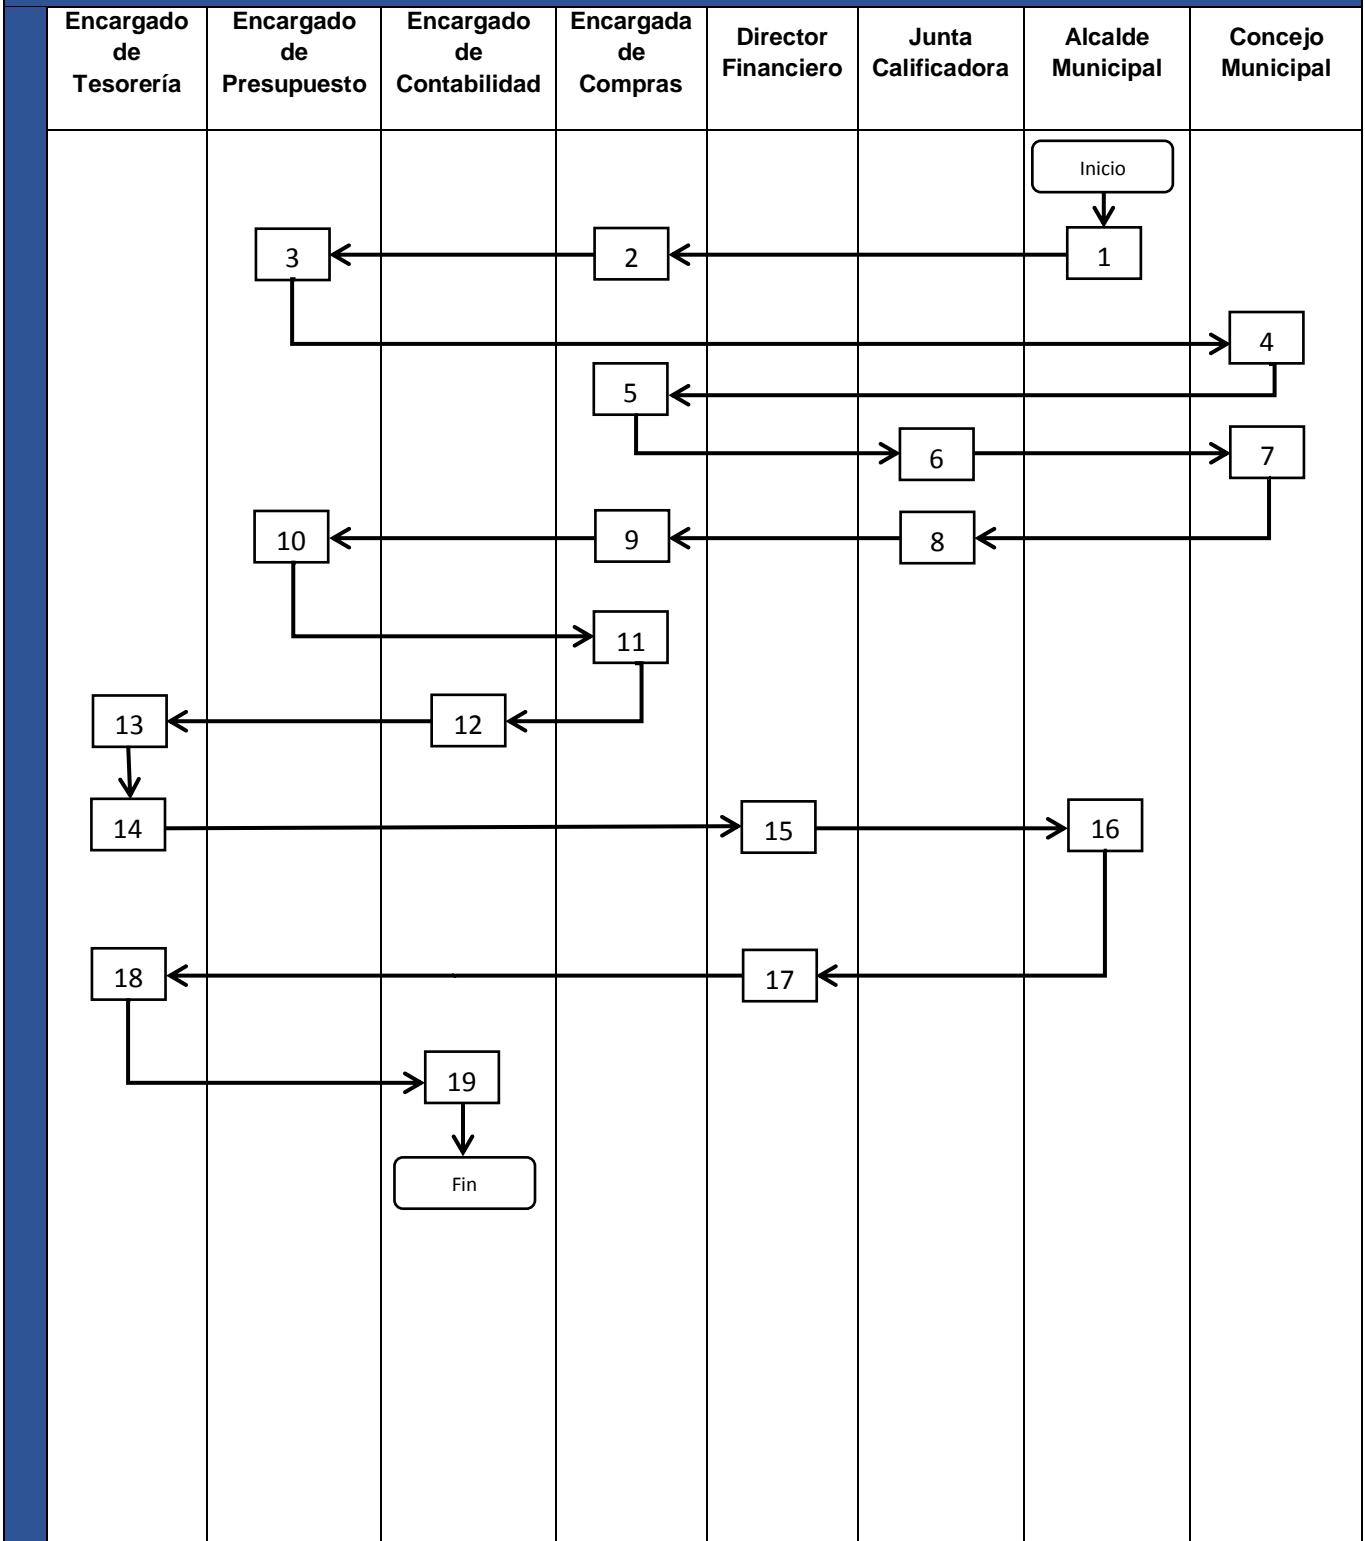 Encargado
de
Tesorería
Encargado
de
Presupuesto
Encargado
de
Contabilidad
Encargada
de
Compras
Director
Financiero
Junta
Calificadora
Alcalde
Municipal
Concejo
Municipal
Inicio
3
2
1
4
5
6
7
10
9
8
11
13
12
14
15
16
18
17
19
Fin